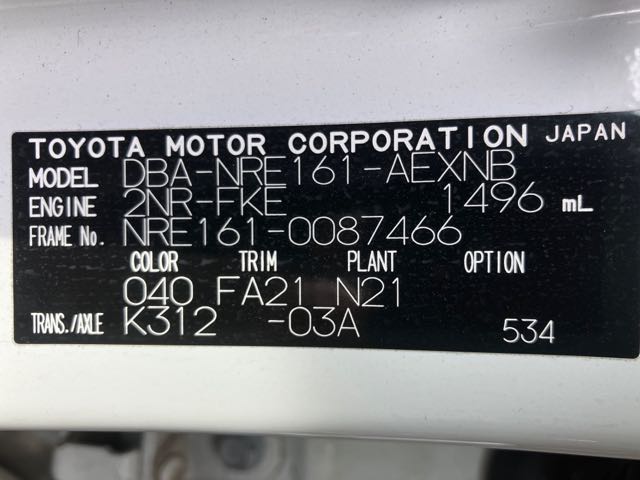 TOYOTA MOTOR CORPORATION JAPAN
MODEL DBA-NRE161-AEXNB
ENGINE 2NR-FKE 1496 mL
FRAME No. NRE161-0087466
COLOR TRIM PLANT OPTION
040 FA21 N21
TRANS./AXLE K312 -03A 534